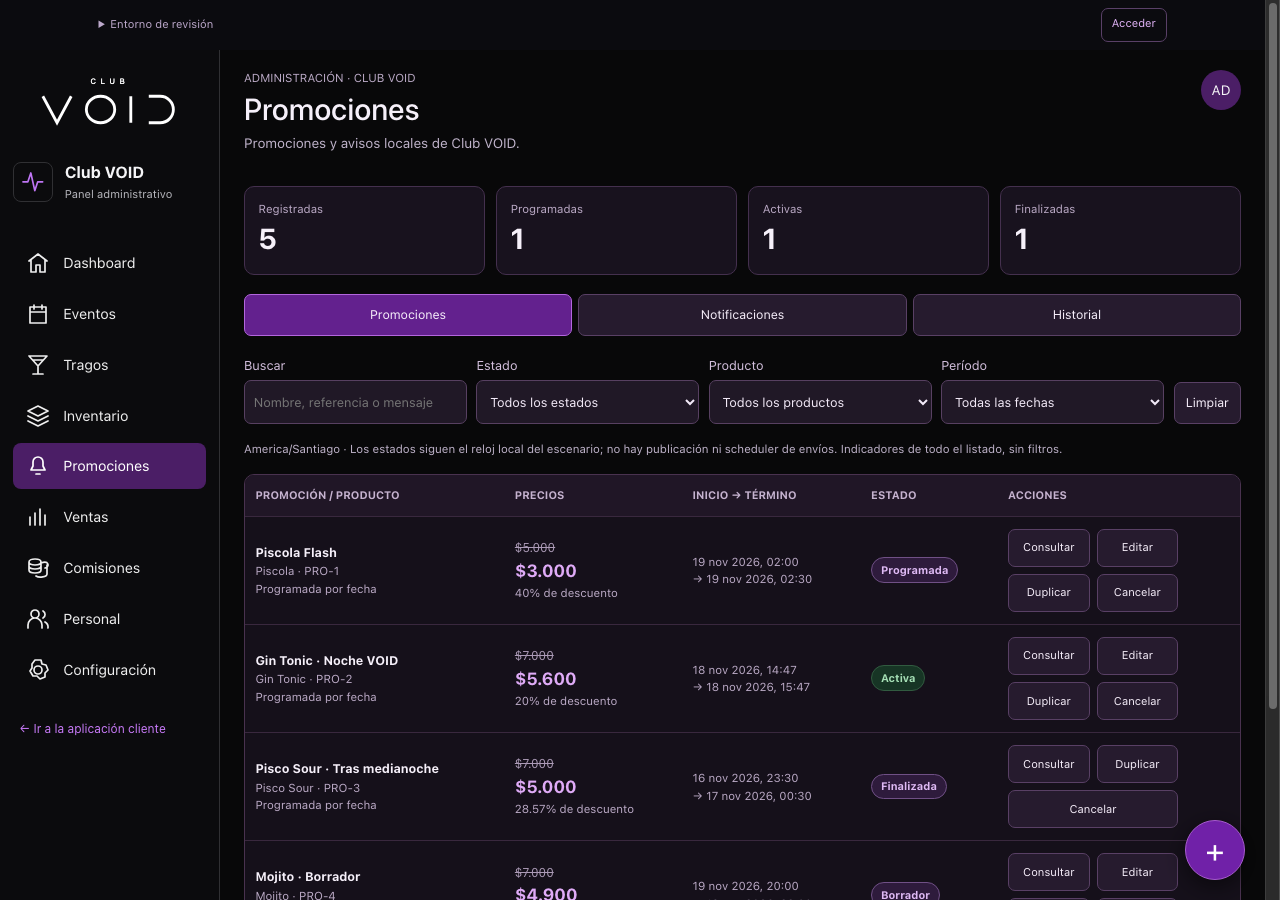 ▶ Entorno de revisión
Acceder
CLUB
VOID
Club VOID
Panel administrativo
Dashboard
Eventos
Tragos
Inventario
Promociones
Ventas
Comisiones
Personal
Configuración
← Ir a la aplicación cliente
ADMINISTRACIÓN · CLUB VOID
AD
Promociones
Promociones y avisos locales de Club VOID.
Registradas
5
Programadas
1
Activas
1
Finalizadas
1
Promociones
Notificaciones
Historial
Buscar
Estado
Producto
Período
Nombre, referencia o mensaje
Todos los estados
Todos los productos
Todas las fechas
Limpiar
America/Santiago · Los estados siguen el reloj local del escenario; no hay publicación ni scheduler de envíos. Indicadores de todo el listado, sin filtros.
PROMOCIÓN / PRODUCTO
PRECIOS
INICIO → TÉRMINO
ESTADO
ACCIONES
Piscola Flash
Piscola · PRO-1
Programada por fecha
$5.000
$3.000
40% de descuento
19 nov 2026, 02:00
→ 19 nov 2026, 02:30
Programada
Consultar
Editar
Duplicar
Cancelar
Gin Tonic · Noche VOID
Gin Tonic · PRO-2
Programada por fecha
$7.000
$5.600
20% de descuento
18 nov 2026, 14:47
→ 18 nov 2026, 15:47
Activa
Consultar
Editar
Duplicar
Cancelar
Pisco Sour · Tras medianoche
Pisco Sour · PRO-3
Programada por fecha
$7.000
$5.000
28.57% de descuento
16 nov 2026, 23:30
→ 17 nov 2026, 00:30
Finalizada
Consultar
Duplicar
Cancelar
+
Mojito · Borrador
Mojito · PRO-4
$7.000
$4.900
19 nov 2026, 20:00
Borrador
Consultar
Editar